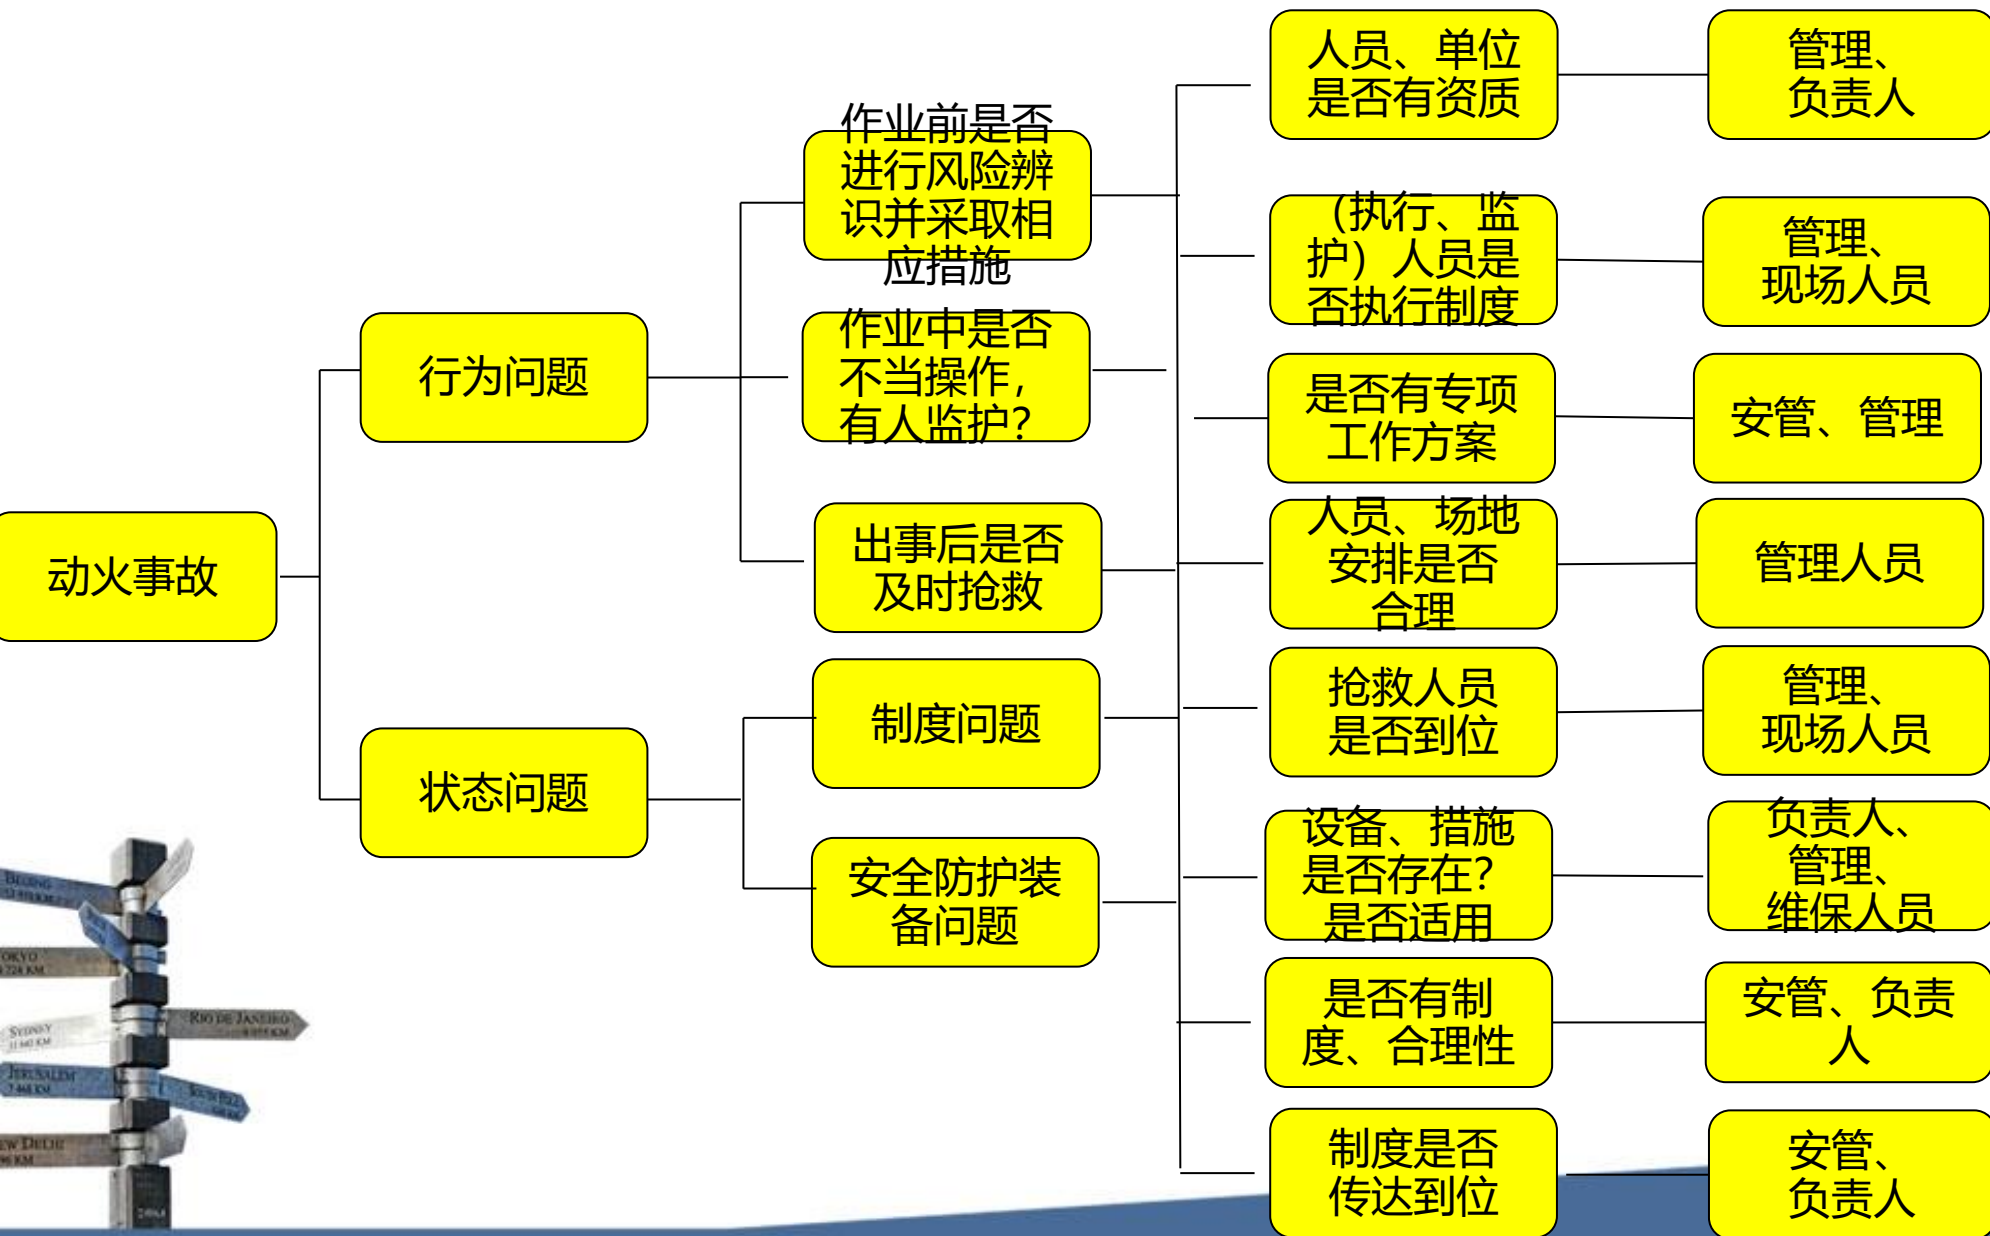 人员、单位
是否有资质
管理、
负责人
作业前是否
进行风险辨
识并采取相
应措施
（执行、监
护）人员是
否执行制度
管理、
现场人员
行为问题
作业中是否
不当操作，
有人监护？
是否有专项
工作方案
安管、管理
动火事故
出事后是否
及时抢救
人员、场地
安排是否
合理
管理人员
状态问题
制度问题
抢救人员
是否到位
管理、
现场人员
安全防护装
备问题
设备、措施
是否存在？
是否适用
负责人、
管理、
维保人员
是否有制
度、合理性
安管、负责
人
制度是否
传达到位
安管、
负责人
BEIJING
RIO DE JANEIRO
SYDNEY
JERUSALEM